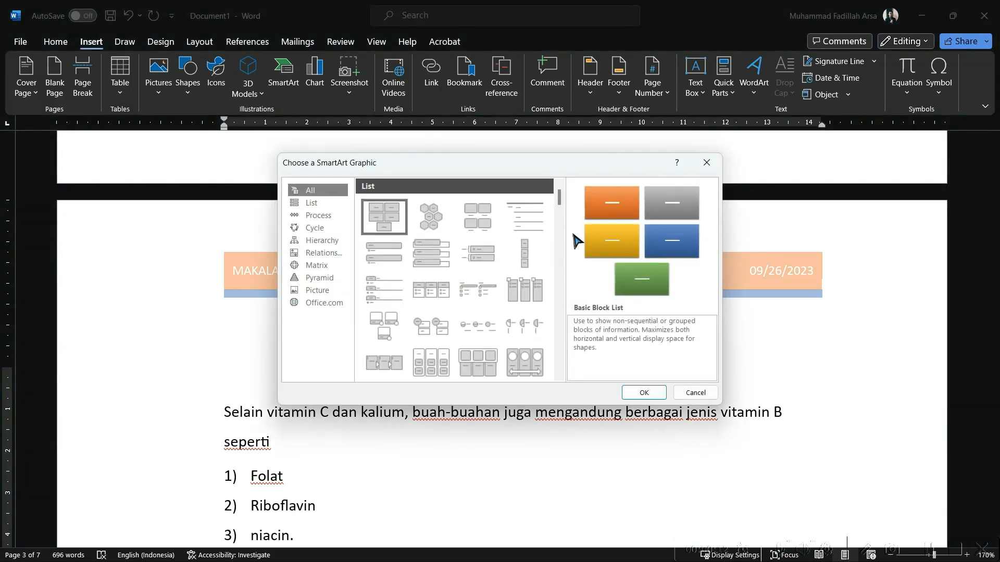 AutoSave Off Document1 - Word Search Muhammad Fadillah Arsa
File Home Insert Draw Design Layout References Mailings Review View Help Acrobat Comments Editing Share
Cover Page
Blank Page
Page Break
Pages
Table
Tables
Pictures
Shapes
Icons
3D Models
SmartArt
Chart
Screenshot
Illustrations
Online Videos
Media
Link
Bookmark
Cross-reference
Links
Comment
Comments
Header
Footer
Page Number
Header & Footer
Text Box
Quick Parts
WordArt
Drop Cap
Signature Line
Date & Time
Object
Text
Equation
Symbol
Symbols
1 2 3 4 5 6 7 8 9 10 11 12 13 14
Choose a SmartArt Graphic ?
All
List
Process
Cycle
Hierarchy
Relations...
Matrix
Pyramid
Picture
Office.com
List
Basic Block List
Use to show non-sequential or grouped
blocks of information. Maximizes both
horizontal and vertical display space for
shapes.
OK Cancel
MAKALA 09/26/2023
Selain vitamin C dan kalium, buah-buahan juga mengandung berbagai jenis vitamin B
seperti
1) Folat
2) Riboflavin
3) niacin.
1
2
3
4
Page 3 of 7 696 words English (Indonesia) Accessibility: Investigate Display Settings Focus 170%